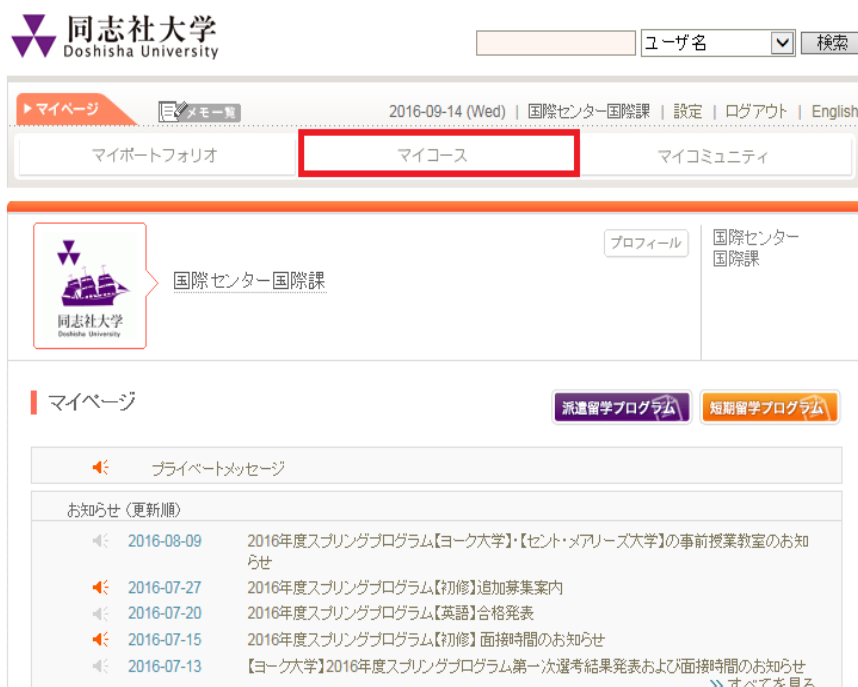 同志社大学
Doshisha University
ユーザ名
検索
マイページ
メモ一覧
2016-09-14 (Wed) | 国際センター国際課 | 設定 | ログアウト | English
マイポートフォリオ
マイコース
マイコミュニティ
同志社大学
Doshisha University
国際センター国際課
プロフィール
国際センター
国際課
マイページ
派遣留学プログラム
短期留学プログラム
プライベートメッセージ
お知らせ (更新順)
2016-08-09 2016年度スプリングプログラム【ヨーク大学】・【セント・メアリーズ大学】の事前授業教室のお知
らせ
2016-07-27 2016年度スプリングプログラム【初修】追加募集案内
2016-07-20 2016年度スプリングプログラム【英語】合格発表
2016-07-15 2016年度スプリングプログラム【初修】面接時間のお知らせ
2016-07-13 【ヨーク大学】2016年度スプリングプログラム第一次選考結果発表および面接時間のお知らせ
すべてを見る